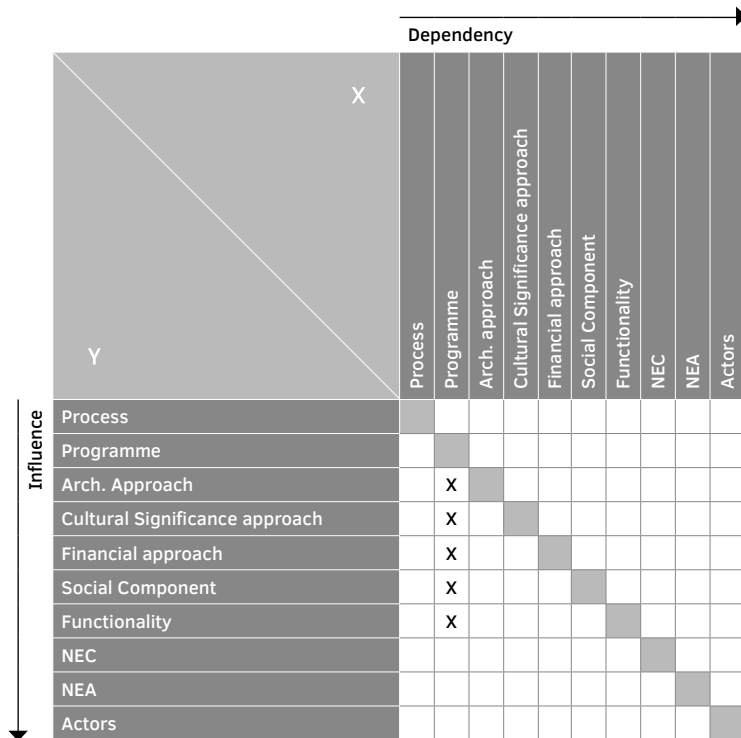 Dependency
X
Y
Process
Programme
Arch. approach
Cultural Significance approach
Financial approach
Social Component
Functionality
NEC
NEA
Actors
Influence
Process
Programme
Arch. Approach X
Cultural Significance approach X
Financial approach X
Social Component X
Functionality X
NEC
NEA
Actors